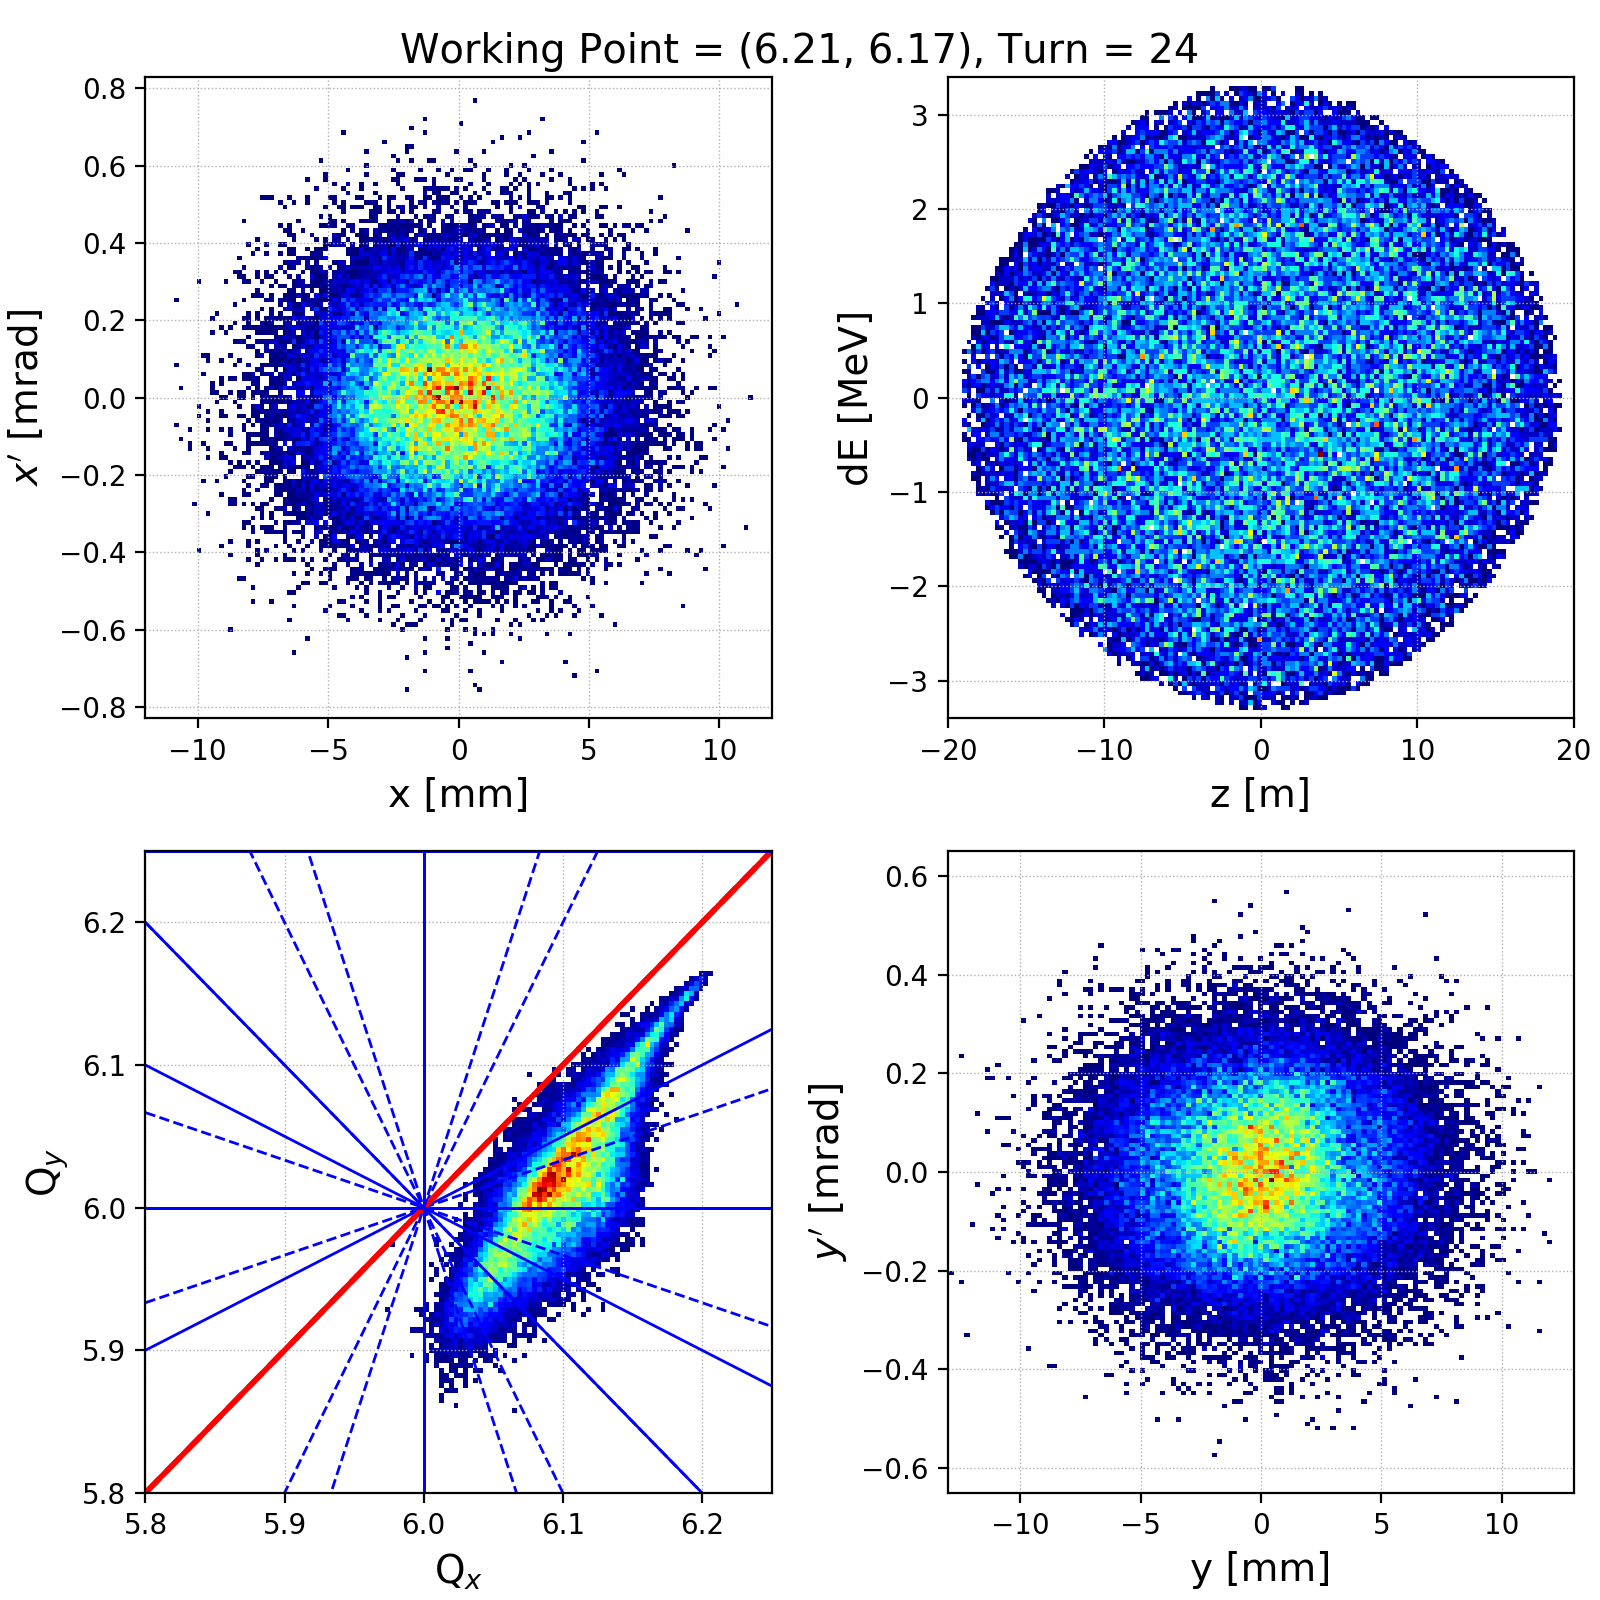 Working Point = (6.21, 6.17), Turn = 24
0.8
0.6
0.4
0.2
0.0
−0.2
−0.4
−0.6
−0.8
x′ [mrad]
−10 −5 0 5 10
x [mm]
3
2
1
0
−1
−2
−3
dE [MeV]
−20 −10 0 10 20
z [m]
6.2
6.1
6.0
5.9
5.8
Qy
5.8 5.9 6.0 6.1 6.2
Qx
0.6
0.4
0.2
0.0
−0.2
−0.4
−0.6
y′ [mrad]
−10 −5 0 5 10
y [mm]